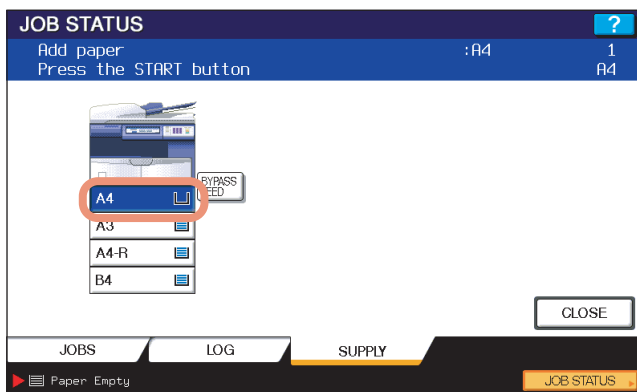 JOB STATUS
?
Add paper :A4 1
Press the START button A4
BYPASS
FEED
A4
A3
A4-R
B4
CLOSE
JOBS LOG SUPPLY
Paper Empty JOB STATUS